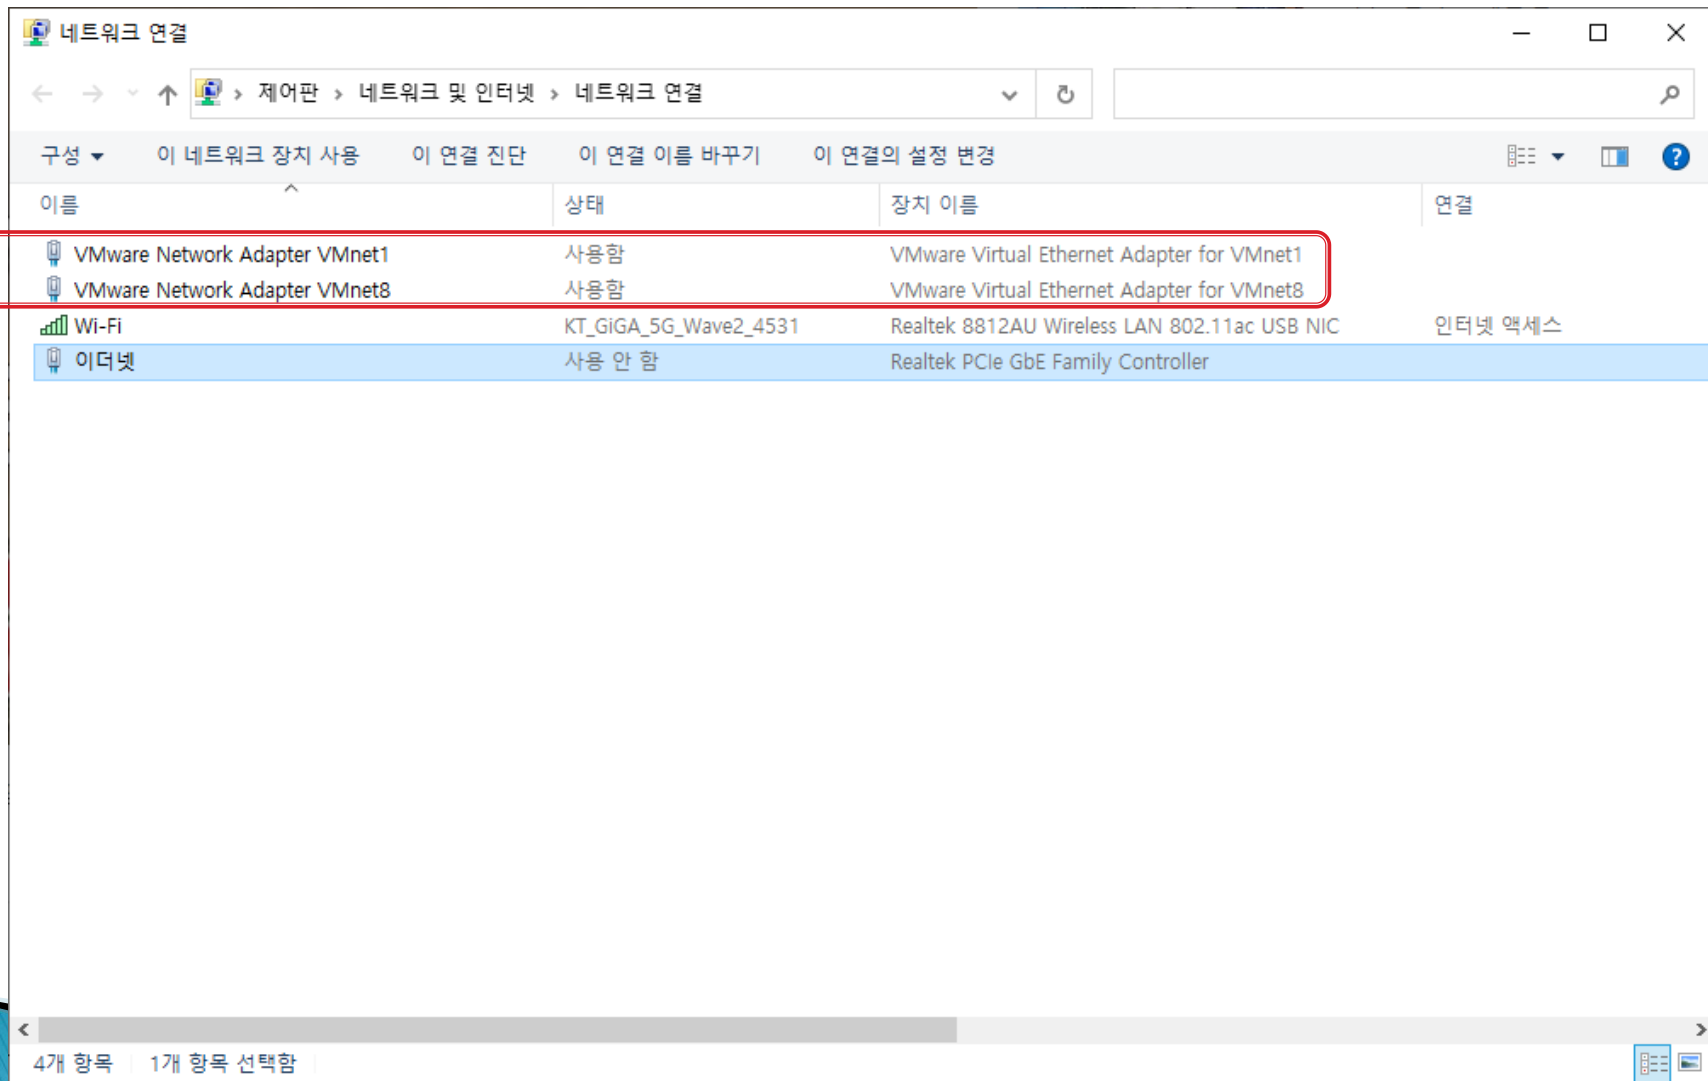 네트워크 연결
제어판 › 네트워크 및 인터넷 › 네트워크 연결
구성 이 네트워크 장치 사용 이 연결 진단 이 연결 이름 바꾸기 이 연결의 설정 변경
이름 상태 장치 이름 연결
VMware Network Adapter VMnet1 사용함 VMware Virtual Ethernet Adapter for VMnet1
VMware Network Adapter VMnet8 사용함 VMware Virtual Ethernet Adapter for VMnet8
Wi-Fi KT_GiGA_5G_Wave2_4531 Realtek 8812AU Wireless LAN 802.11ac USB NIC 인터넷 액세스
이더넷 사용 안 함 Realtek PCIe GbE Family Controller
4개 항목 1개 항목 선택함